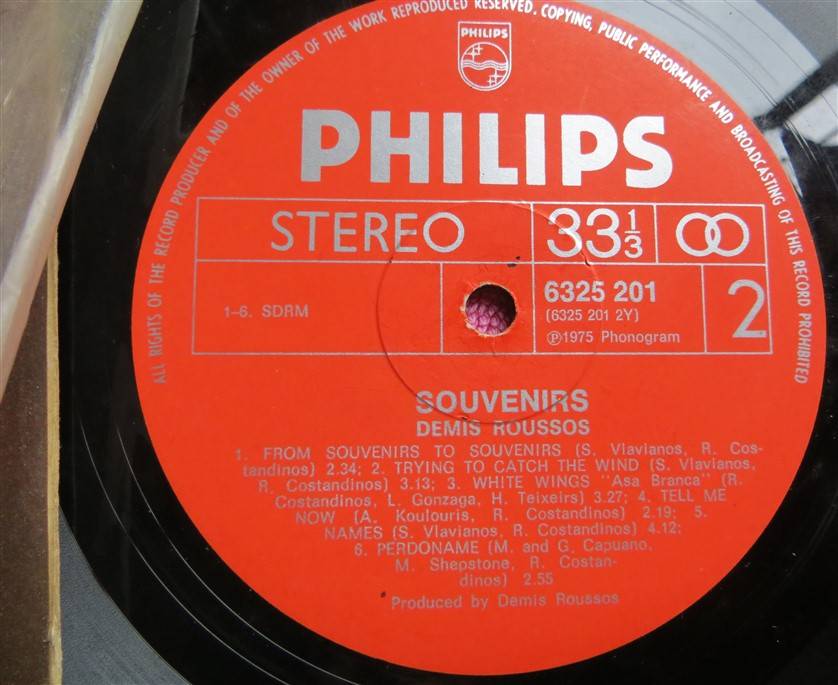 ALL RIGHTS OF THE RECORD PRODUCER AND OF THE OWNER OF THE WORK REPRODUCED RESERVED. COPYING, PUBLIC PERFORMANCE AND BROADCASTING OF THIS RECORD PROHIBITED
PHILIPS
PHILIPS
STEREO 33 1/3
1–6. SDRM
6325 201
(6325 201 2Y)
℗1975 Phonogram
2
SOUVENIRS
DEMIS ROUSSOS
1. FROM SOUVENIRS TO SOUVENIRS (S. Vlavianos, R. Cos-
tandinos) 2.34; 2. TRYING TO CATCH THE WIND (S. Vlavianos,
R. Costandinos) 3.13; 3. WHITE WINGS "Asa Branca" (R.
Costandinos, L. Gonzaga, H. Teixeirs) 3.27; 4. TELL ME
NOW (A. Koulouris, R. Costandinos) 2.19; 5.
NAMES (S. Vlavianos, R. Costandinos) 4.12;
6. PERDONAME (M. and G. Capuano,
M. Shepstone, R. Costan-
dinos) 2.55
Produced by Demis Roussos